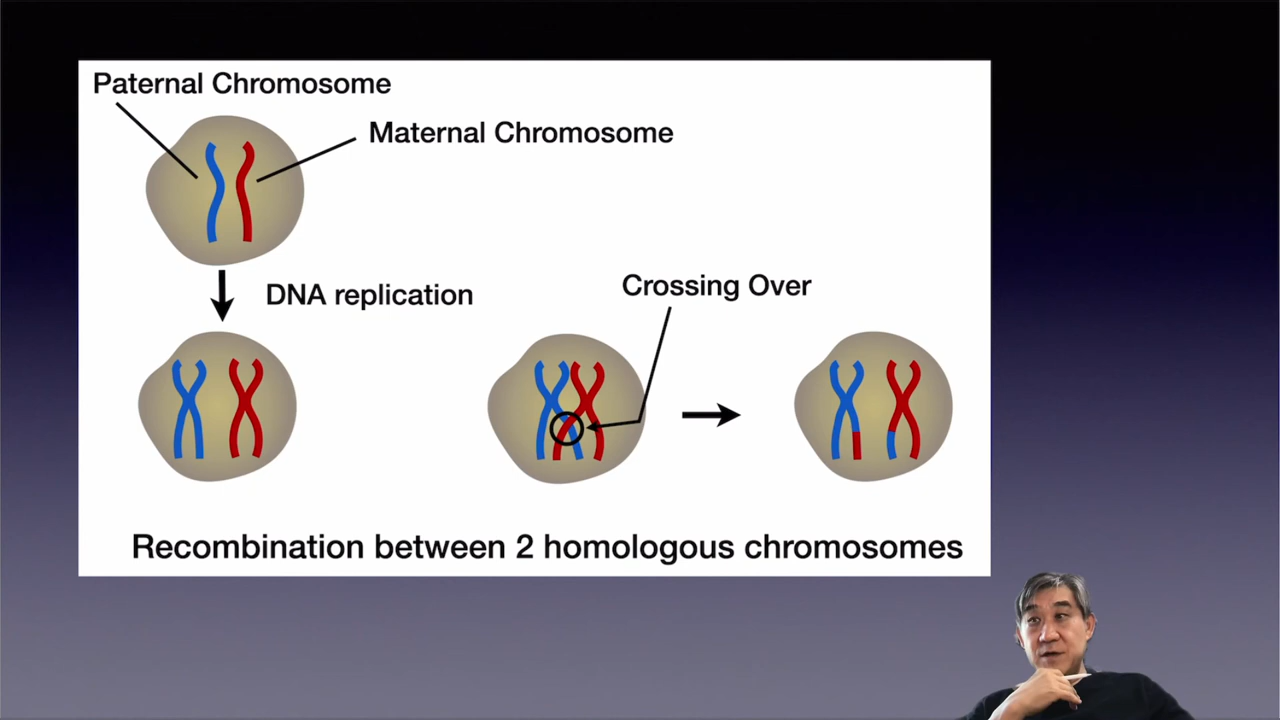 Paternal Chromosome
Maternal Chromosome
DNA replication
Crossing Over
Recombination between 2 homologous chromosomes